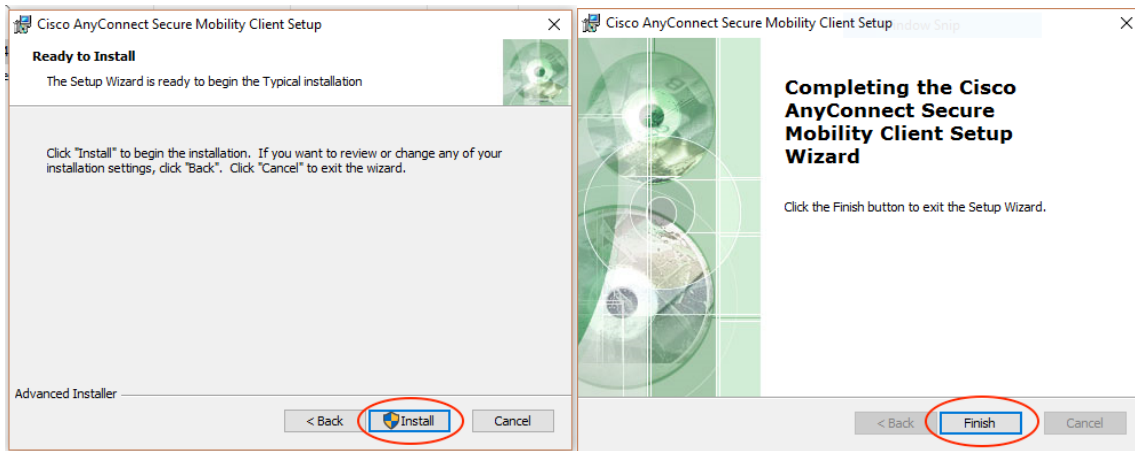 Cisco AnyConnect Secure Mobility Client Setup
Ready to Install
The Setup Wizard is ready to begin the Typical installation
Click "Install" to begin the installation. If you want to review or change any of your
installation settings, click "Back". Click "Cancel" to exit the wizard.
Advanced Installer
< Back
Install
Cancel
Cisco AnyConnect Secure Mobility Client Setup
Window Snip
Completing the Cisco
AnyConnect Secure
Mobility Client Setup
Wizard
Click the Finish button to exit the Setup Wizard.
< Back
Finish
Cancel